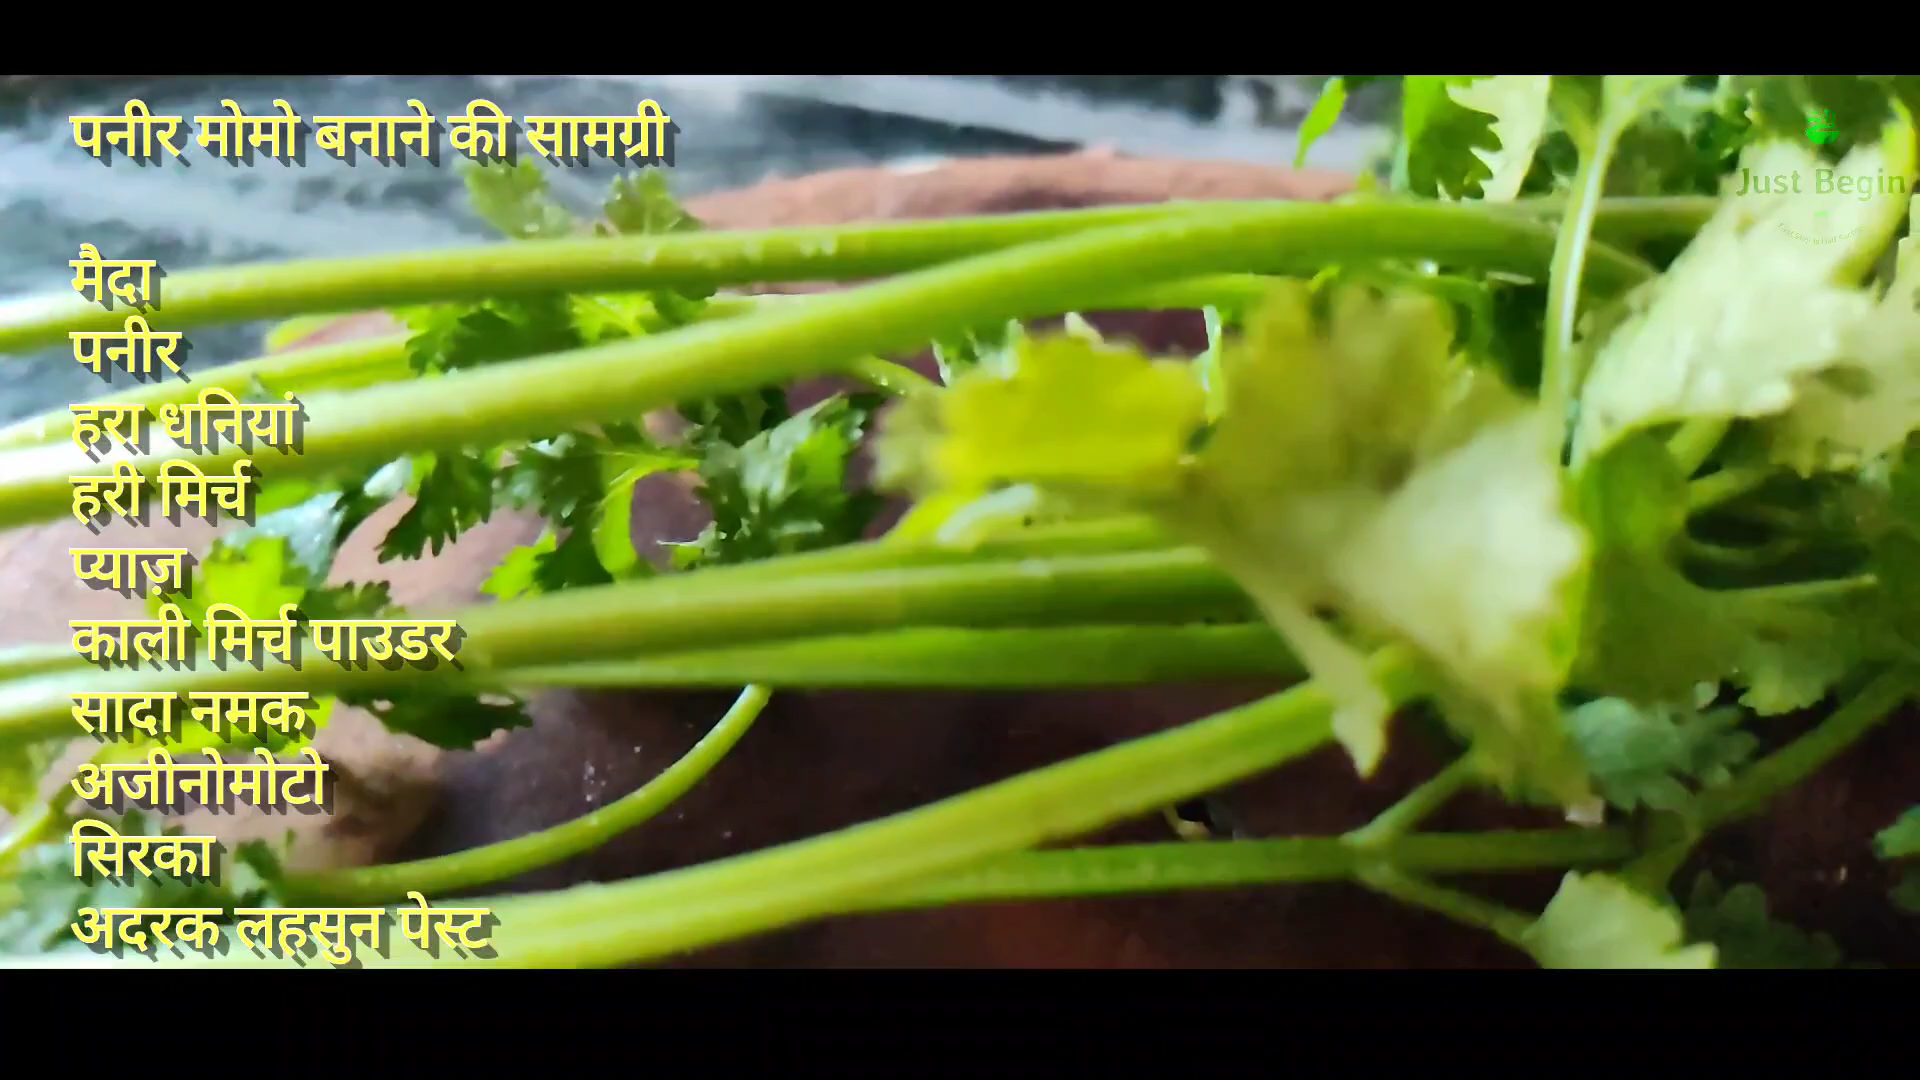 पनीर मोमो बनाने की सामग्री
मैदा
पनीर
हरा धनियां
हरी मिर्च
प्याज़
काली मिर्च पाउडर
सादा नमक
अजीनोमोटो
सिरका
अदरक लहसुन पेस्ट
Just Begin